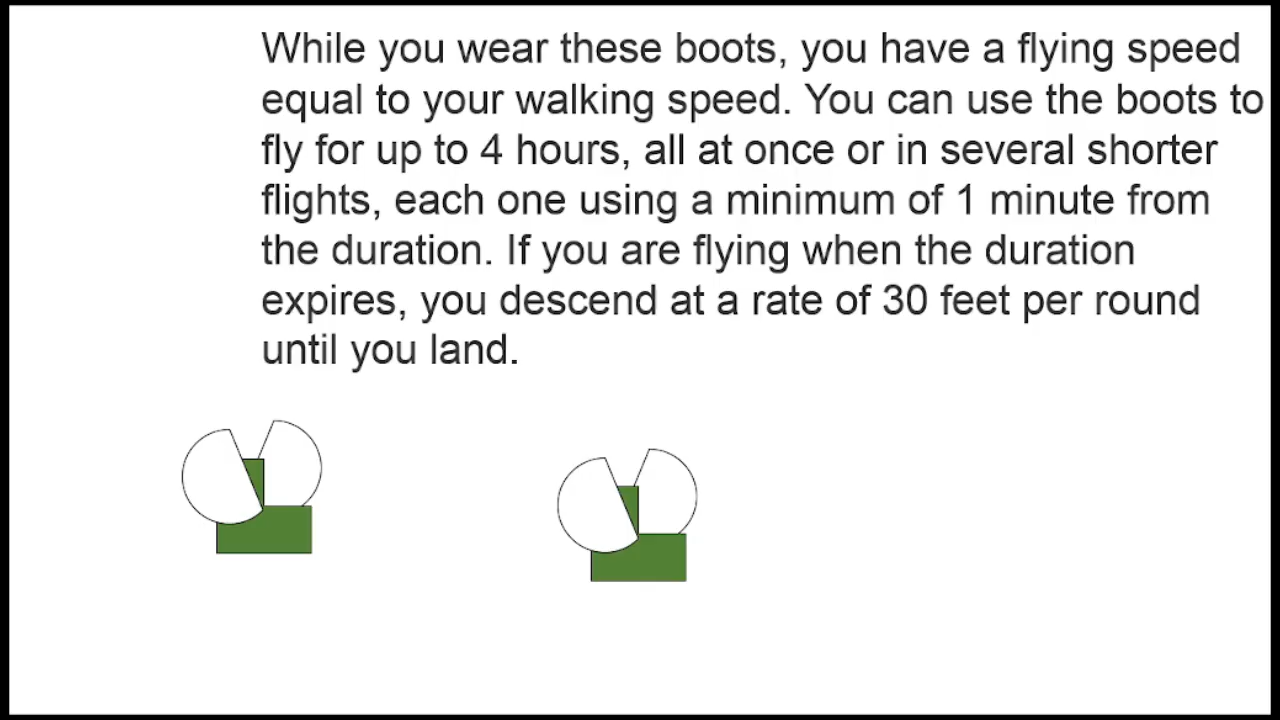 While you wear these boots, you have a flying speed
equal to your walking speed. You can use the boots to
fly for up to 4 hours, all at once or in several shorter
flights, each one using a minimum of 1 minute from
the duration. If you are flying when the duration
expires, you descend at a rate of 30 feet per round
until you land.